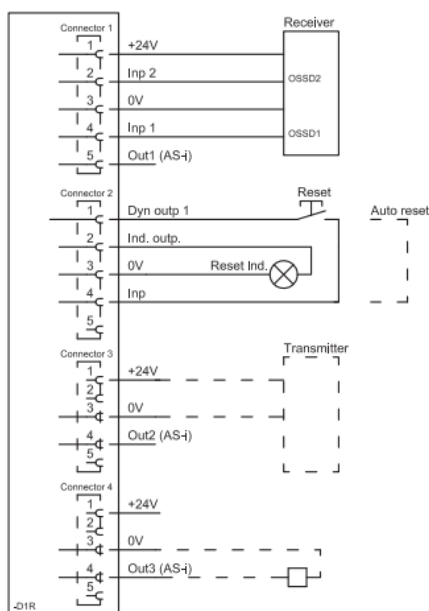 Connector 1
Receiver
1 +24V
2 Inp 2
OSSD2
3 0V
4 Inp 1
OSSD1
5 Out1 (AS-i)
Connector 2
Reset
1 Dyn outp 1
Auto reset
2 Ind. outp.
3 0V
Reset Ind.
4 Inp
5
Connector 3
Transmitter
1 +24V
2
3 0V
4 Out2 (AS-i)
5
Connector 4
1 +24V
2
3 0V
4 Out3 (AS-i)
5
-D1R